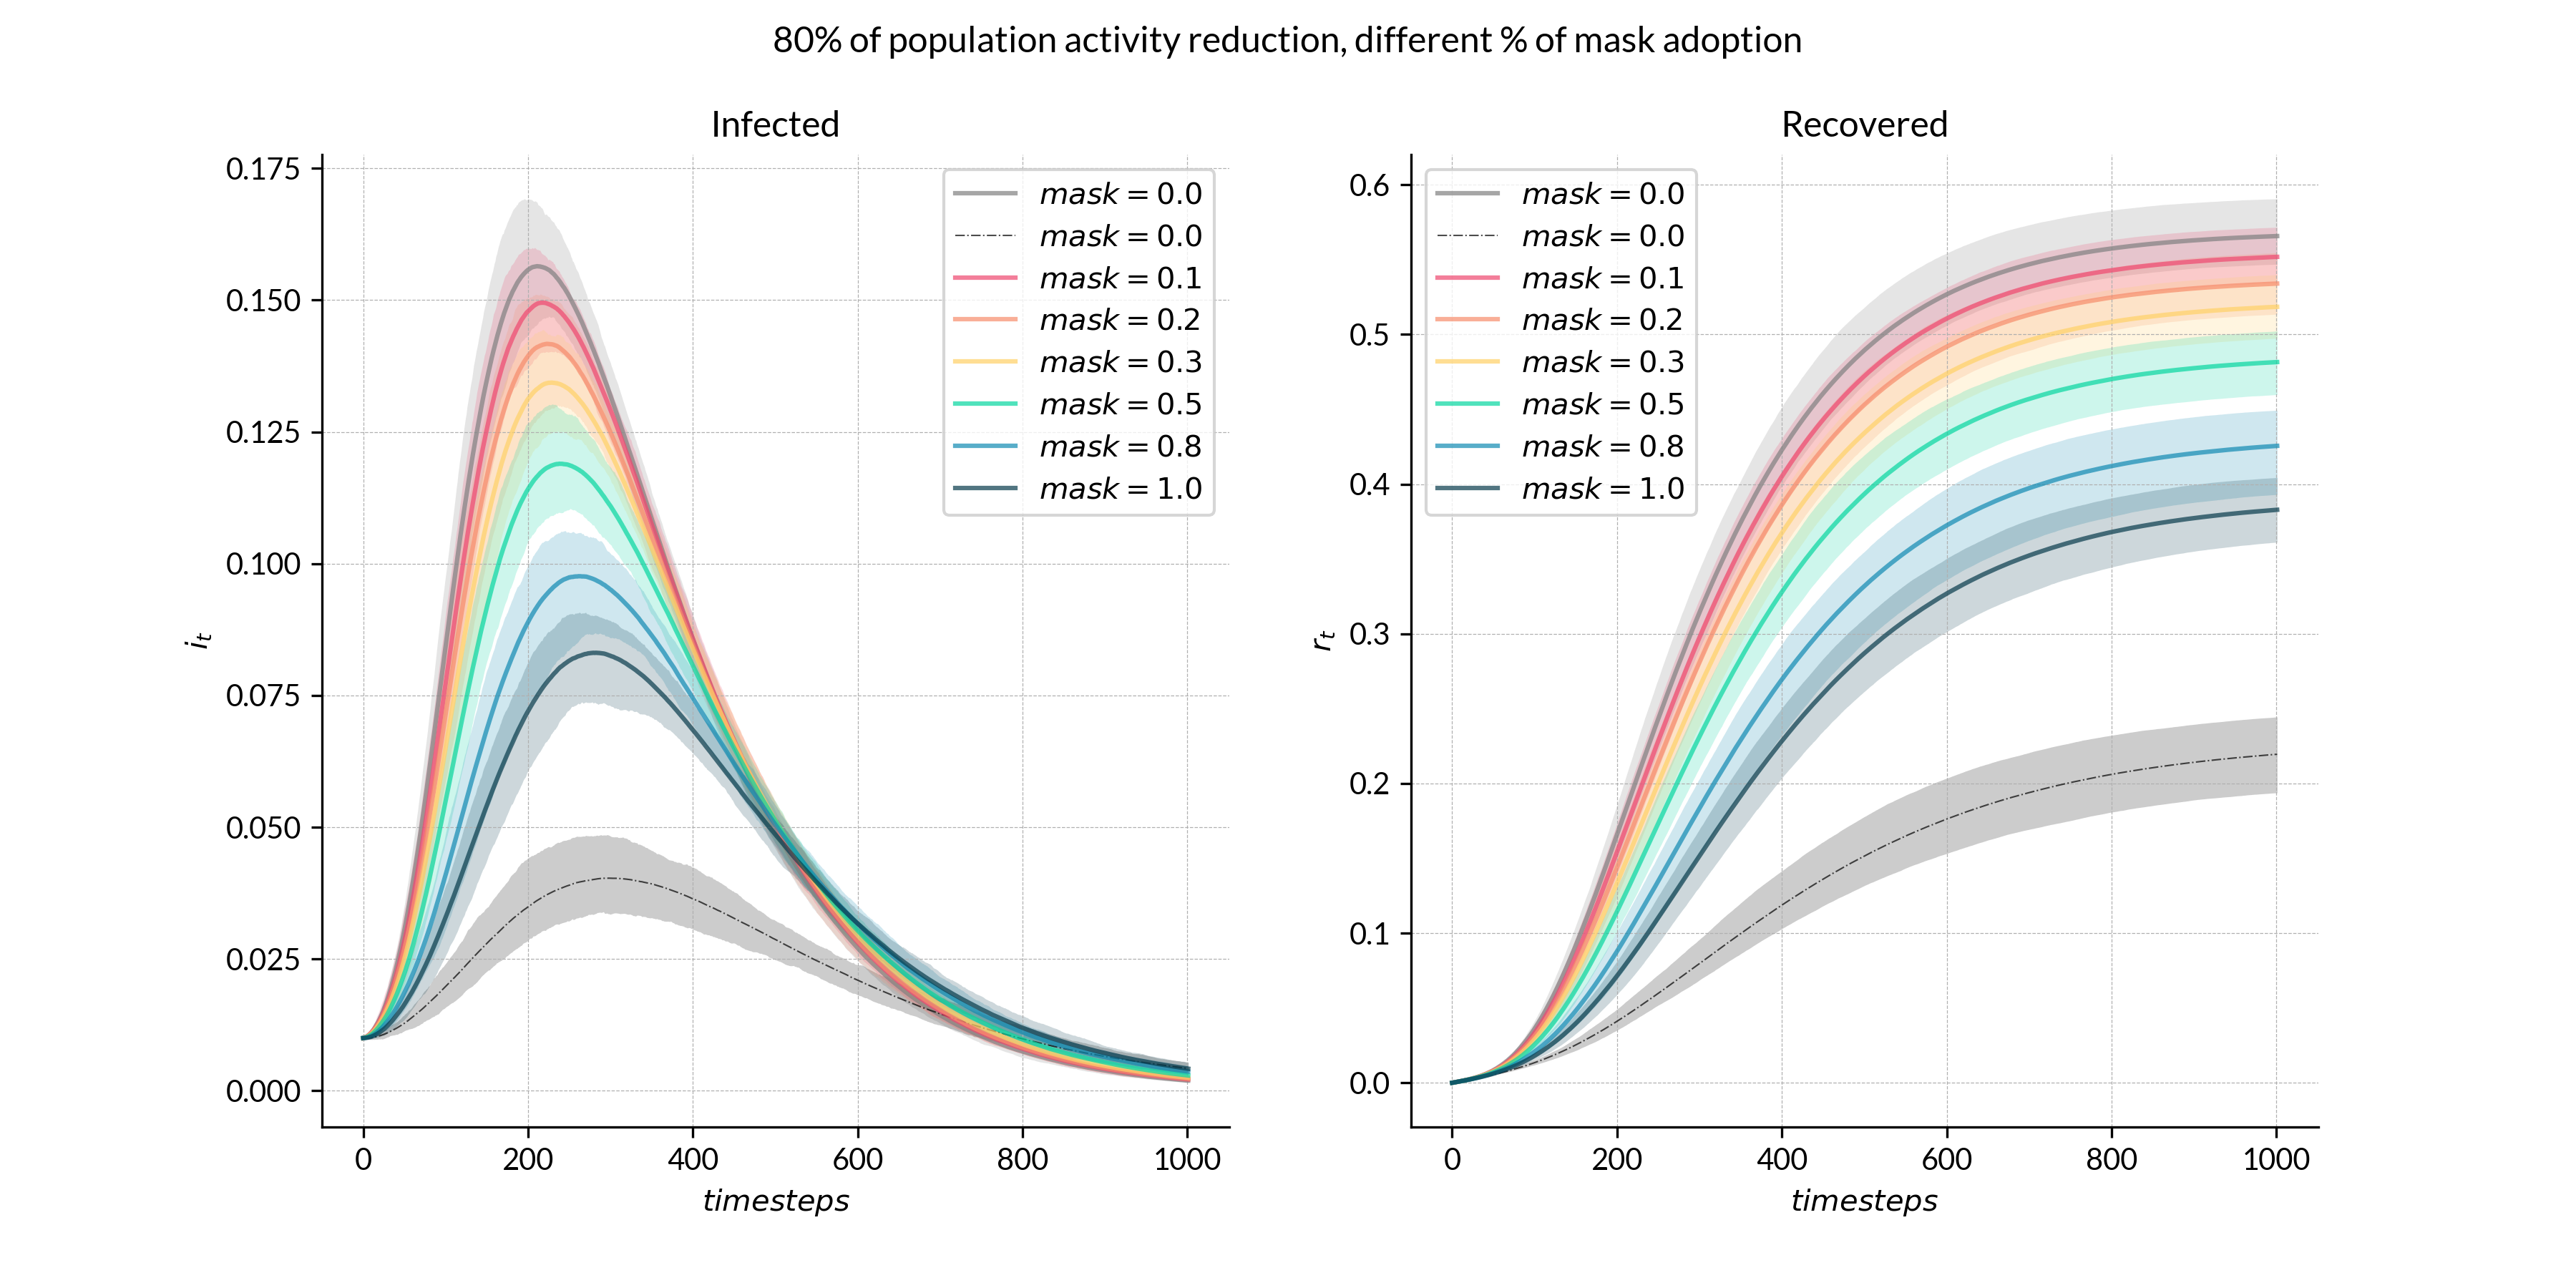 80% of population activity reduction, different % of mask adoption
Infected
0.175
0.150
0.125
0.100
0.075
0.050
0.025
0.000
i_t
0 200 400 600 800 1000
timesteps
mask = 0.0
mask = 0.0
mask = 0.1
mask = 0.2
mask = 0.3
mask = 0.5
mask = 0.8
mask = 1.0
Recovered
0.6
0.5
0.4
0.3
0.2
0.1
0.0
r_t
0 200 400 600 800 1000
timesteps
mask = 0.0
mask = 0.0
mask = 0.1
mask = 0.2
mask = 0.3
mask = 0.5
mask = 0.8
mask = 1.0